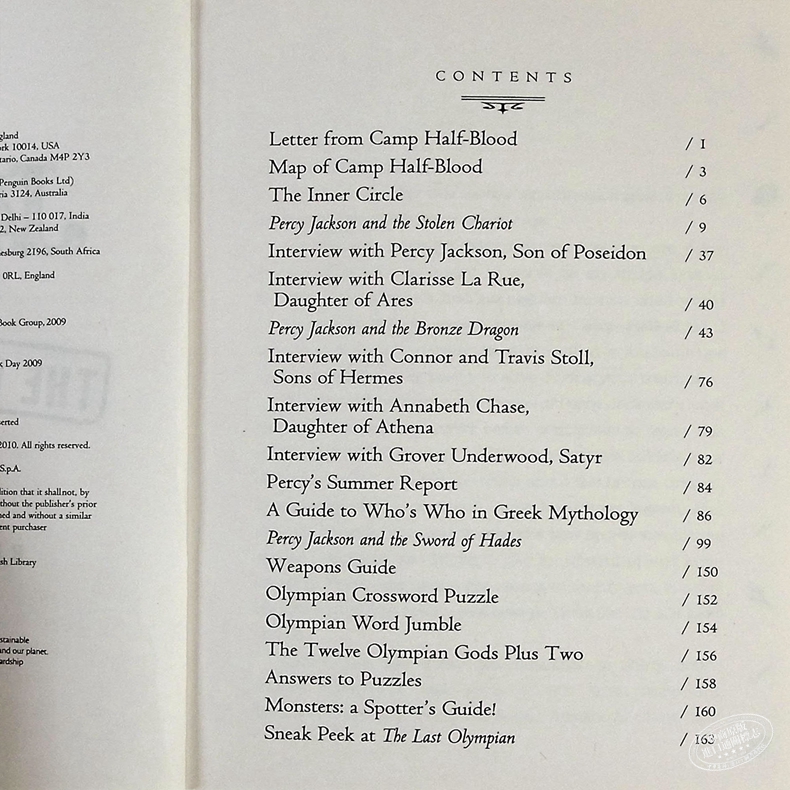 gland
rk 10014, USA
tario, Canada M4P 2Y3
Penguin Books Ltd)
ria 3124, Australia
Delhi – 110 017, India
2, New Zealand
esburg 2196, South Africa
0RL, England
Book Group, 2009
k Day 2009
THE
erted
2010. All rights reserved.
S.p.A.
lition that it shall not, by
thout the publisher's prior
hed and without a similar
ent purchaser
sh Library
stainable
and our planet.
ardship
CONTENTS
Letter from Camp Half-Blood / 1
Map of Camp Half-Blood / 3
The Inner Circle / 6
Percy Jackson and the Stolen Chariot / 9
Interview with Percy Jackson, Son of Poseidon / 37
Interview with Clarisse La Rue,
Daughter of Ares / 40
Percy Jackson and the Bronze Dragon / 43
Interview with Connor and Travis Stoll,
Sons of Hermes / 76
Interview with Annabeth Chase,
Daughter of Athena / 79
Interview with Grover Underwood, Satyr / 82
Percy's Summer Report / 84
A Guide to Who's Who in Greek Mythology / 86
Percy Jackson and the Sword of Hades / 99
Weapons Guide / 150
Olympian Crossword Puzzle / 152
Olympian Word Jumble / 154
The Twelve Olympian Gods Plus Two / 156
Answers to Puzzles / 158
Monsters: a Spotter's Guide! / 160
Sneak Peek at The Last Olympian / 163